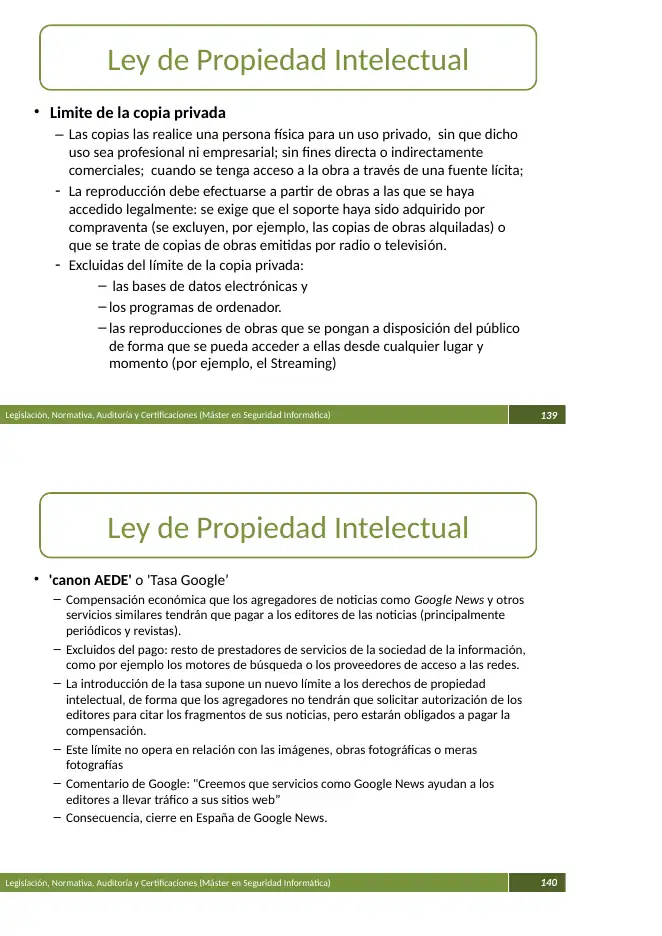 Ley de Propiedad Intelectual
• Limite de la copia privada
– Las copias las realice una persona física para un uso privado, sin que dicho
uso sea profesional ni empresarial; sin fines directa o indirectamente
comerciales; cuando se tenga acceso a la obra a través de una fuente lícita;
- La reproducción debe efectuarse a partir de obras a las que se haya
accedido legalmente: se exige que el soporte haya sido adquirido por
compraventa (se excluyen, por ejemplo, las copias de obras alquiladas) o
que se trate de copias de obras emitidas por radio o televisión.
- Excluidas del límite de la copia privada:
– las bases de datos electrónicas y
– los programas de ordenador.
– las reproducciones de obras que se pongan a disposición del público
de forma que se pueda acceder a ellas desde cualquier lugar y
momento (por ejemplo, el Streaming)
Legislación, Normativa, Auditoría y Certificaciones (Máster en Seguridad Informática) 139
Ley de Propiedad Intelectual
• 'canon AEDE' o 'Tasa Google’
– Compensación económica que los agregadores de noticias como Google News y otros
servicios similares tendrán que pagar a los editores de las noticias (principalmente
periódicos y revistas).
– Excluidos del pago: resto de prestadores de servicios de la sociedad de la información,
como por ejemplo los motores de búsqueda o los proveedores de acceso a las redes.
– La introducción de la tasa supone un nuevo límite a los derechos de propiedad
intelectual, de forma que los agregadores no tendrán que solicitar autorización de los
editores para citar los fragmentos de sus noticias, pero estarán obligados a pagar la
compensación.
– Este límite no opera en relación con las imágenes, obras fotográficas o meras
fotografías
– Comentario de Google: "Creemos que servicios como Google News ayudan a los
editores a llevar tráfico a sus sitios web”
– Consecuencia, cierre en España de Google News.
Legislación, Normativa, Auditoría y Certificaciones (Máster en Seguridad Informática) 140